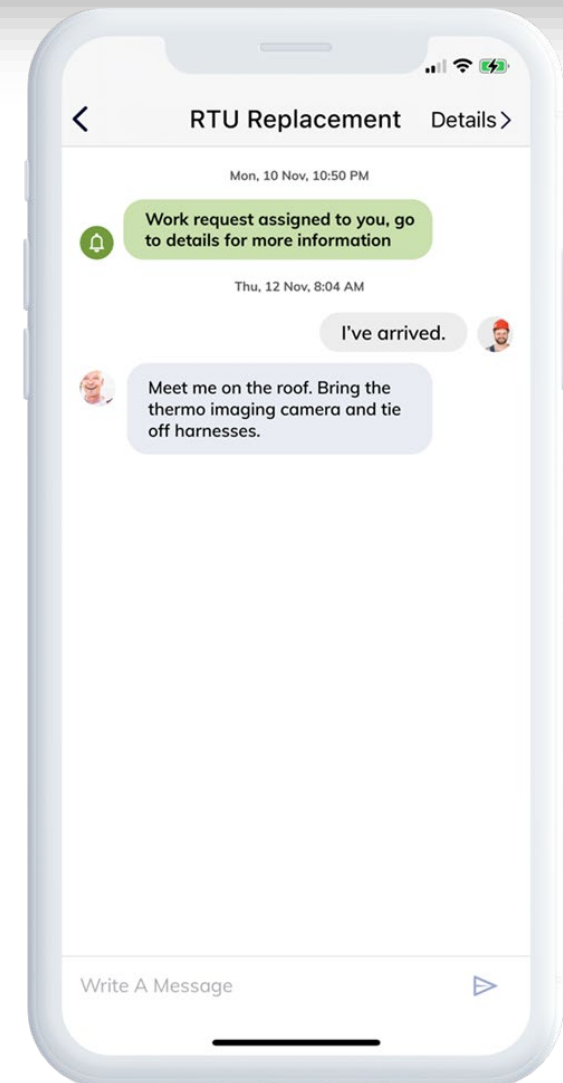 RTU Replacement Details
Mon, 10 Nov, 10:50 PM
Work request assigned to you, go
to details for more information
Thu, 12 Nov, 8:04 AM
I've arrived.
Meet me on the roof. Bring the
thermo imaging camera and tie
off harnesses.
Write A Message